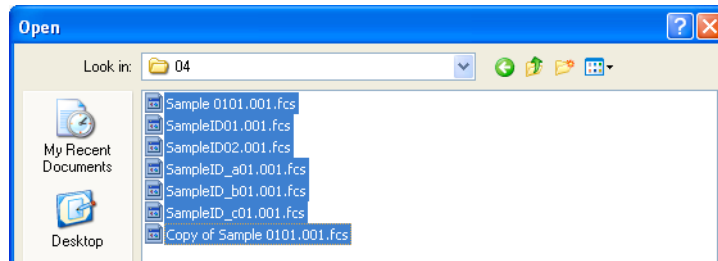 Open
Look in: 04
My Recent
Documents
Desktop
Sample 0101.001.fcs
SampleID01.001.fcs
SampleID02.001.fcs
SampleID_a01.001.fcs
SampleID_b01.001.fcs
SampleID_c01.001.fcs
Copy of Sample 0101.001.fcs